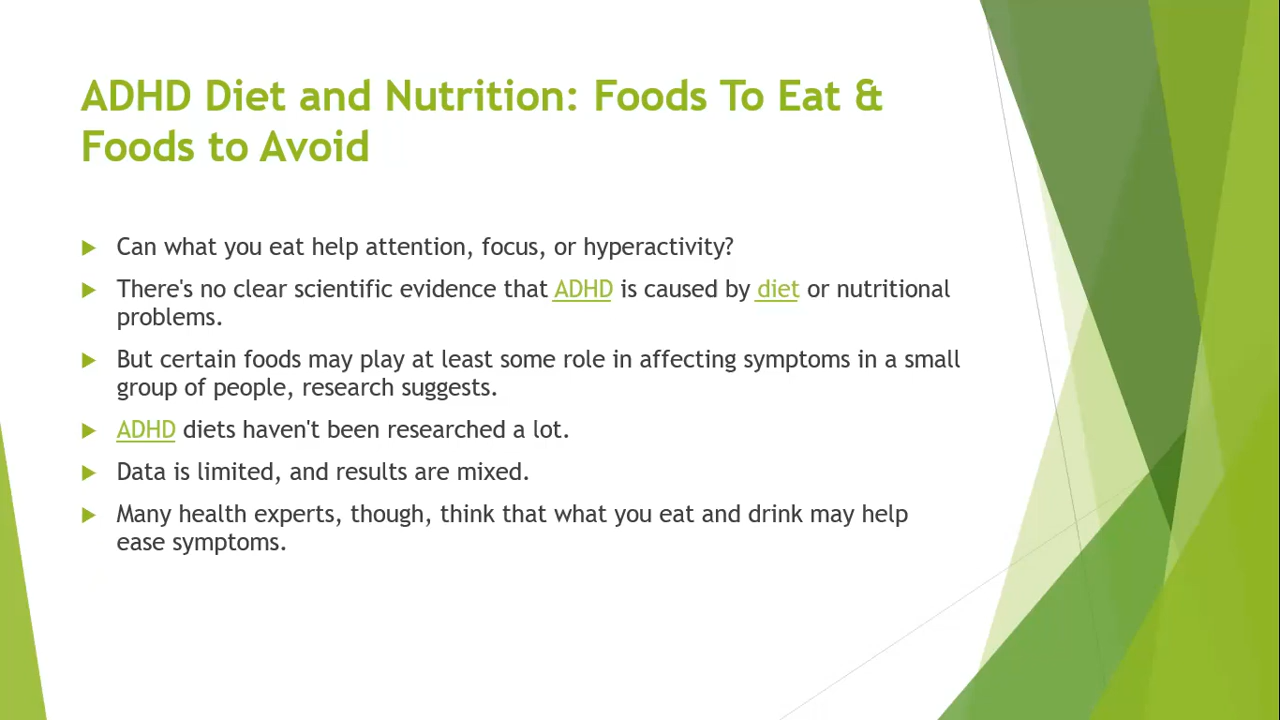 ADHD Diet and Nutrition: Foods To Eat &
Foods to Avoid
Can what you eat help attention, focus, or hyperactivity?
There's no clear scientific evidence that ADHD is caused by diet or nutritional
problems.
But certain foods may play at least some role in affecting symptoms in a small
group of people, research suggests.
ADHD diets haven't been researched a lot.
Data is limited, and results are mixed.
Many health experts, though, think that what you eat and drink may help
ease symptoms.